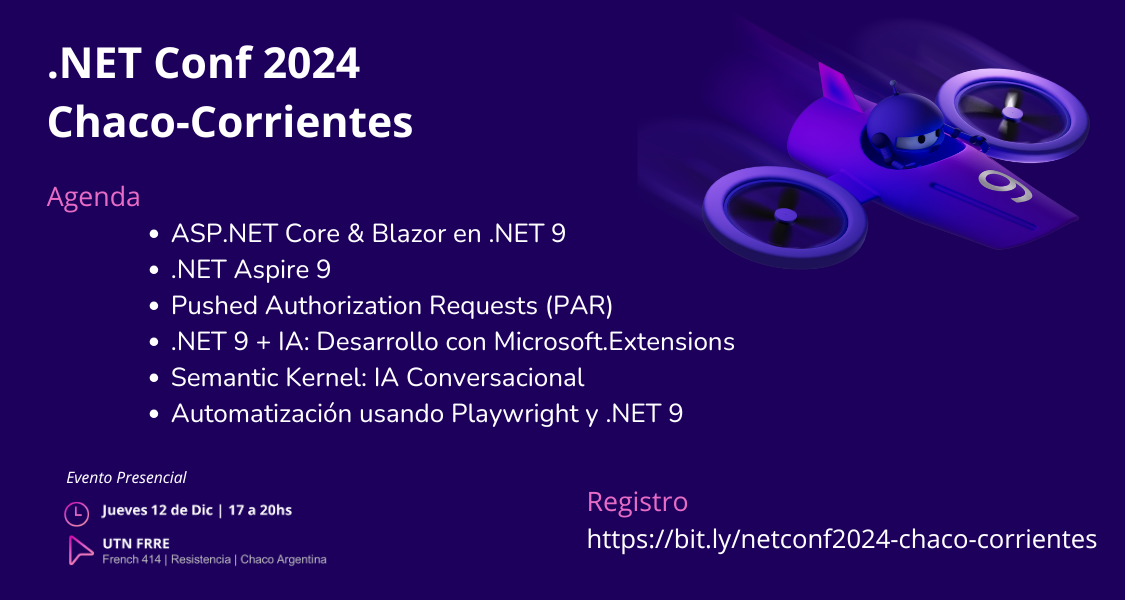 .NET Conf 2024
Chaco-Corrientes
Agenda
• ASP.NET Core & Blazor en .NET 9
• .NET Aspire 9
• Pushed Authorization Requests (PAR)
• .NET 9 + IA: Desarrollo con Microsoft.Extensions
• Semantic Kernel: IA Conversacional
• Automatización usando Playwright y .NET 9
Evento Presencial
Jueves 12 de Dic | 17 a 20hs
UTN FRRE
French 414 | Resistencia | Chaco Argentina
Registro
https://bit.ly/netconf2024-chaco-corrientes
9